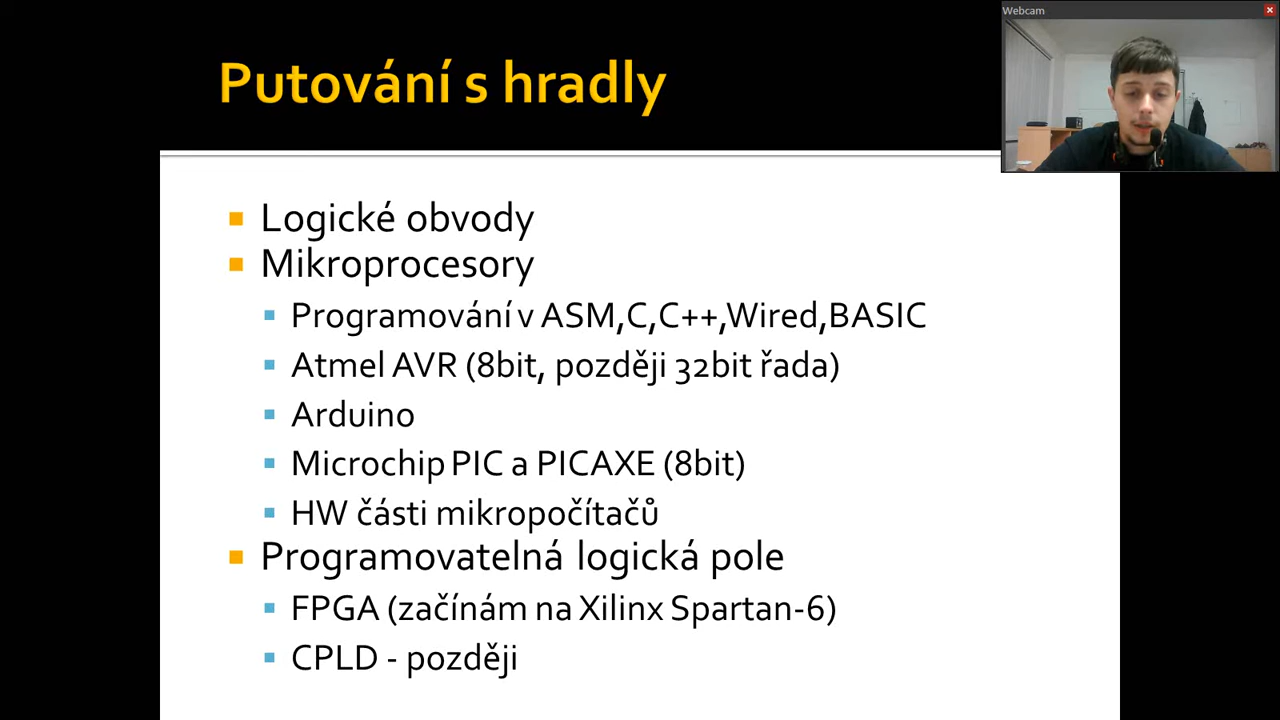 Webcam
Putování s hradly
Logické obvody
Mikroprocesory
Programování v ASM,C,C++,Wired,BASIC
Atmel AVR (8bit, později 32bit řada)
Arduino
Microchip PIC a PICAXE (8bit)
HW části mikropočítačů
Programovatelná logická pole
FPGA (začínám na Xilinx Spartan-6)
CPLD - později